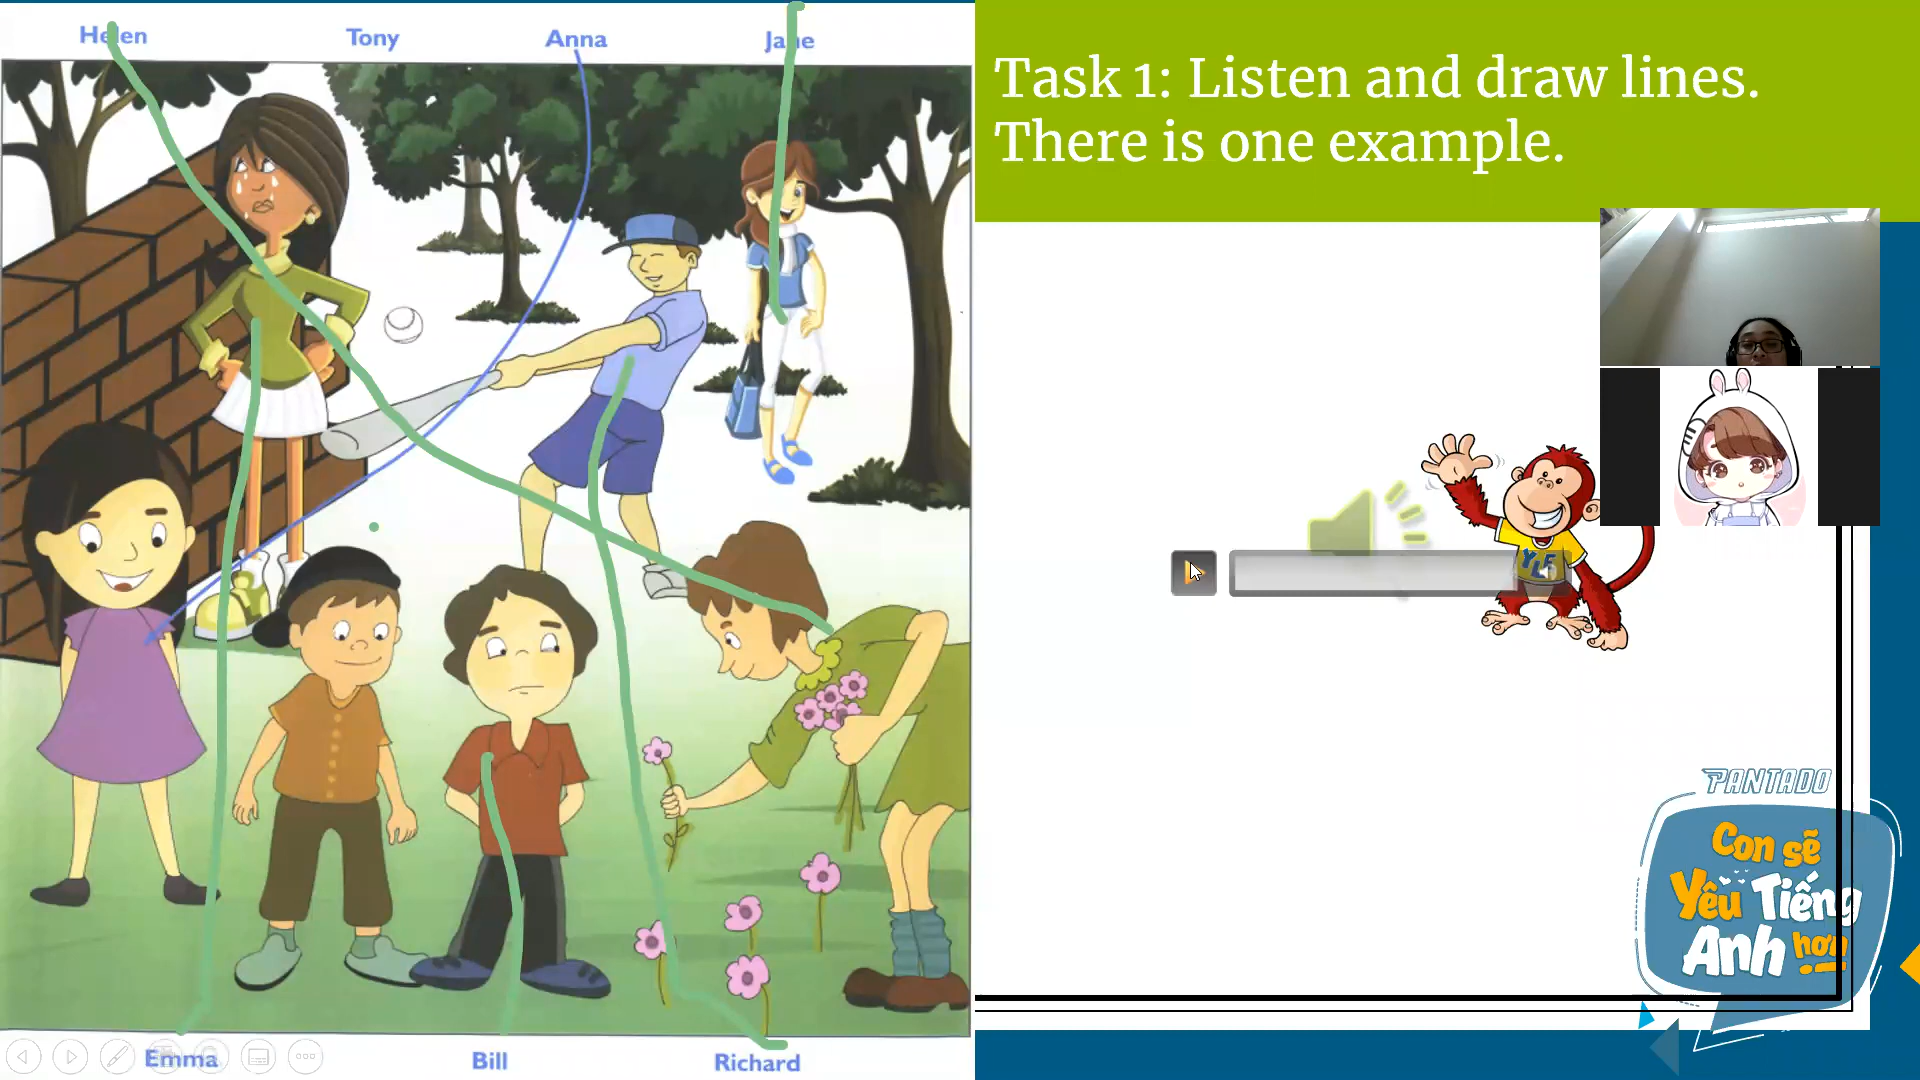 Helen Tony Anna Jane
Task 1: Listen and draw lines.
There is one example.
YLE
PANTADO
Con sẽ
Yêu Tiếng
Anh hơn
Emma Bill Richard